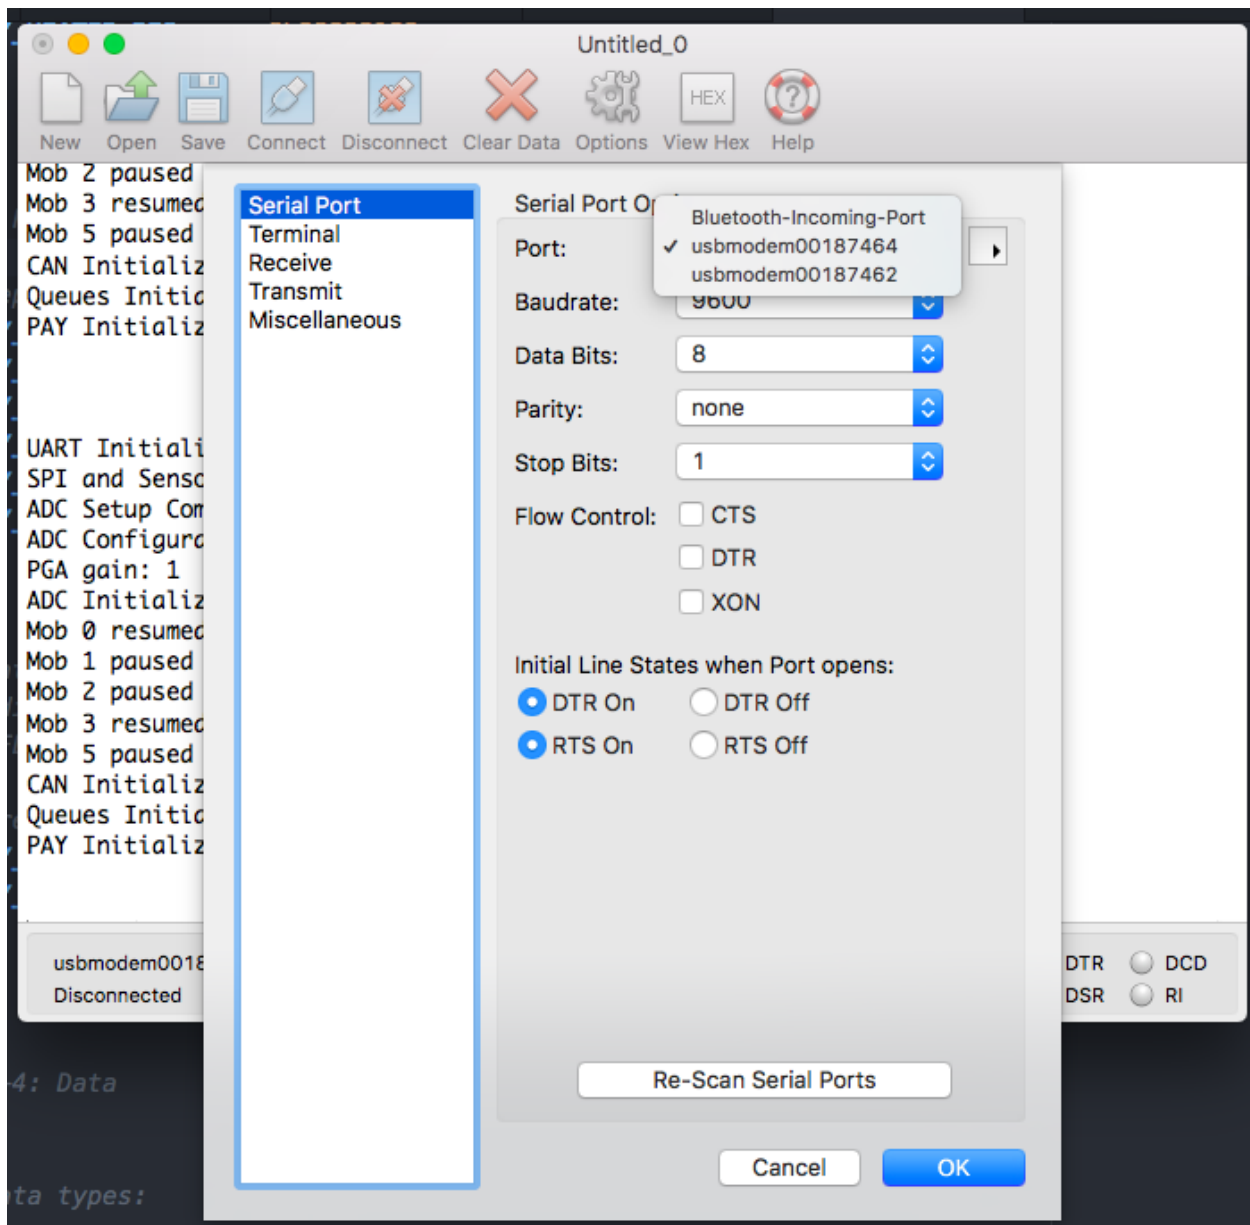 Untitled_0
New Open Save Connect Disconnect Clear Data Options View Hex Help
HEX
Mob 2 paused
Mob 3 resumed
Mob 5 paused
CAN Initializ
Queues Initia
PAY Initializ
UART Initiali
SPI and Senso
ADC Setup Com
ADC Configura
PGA gain: 1
ADC Initializ
Mob 0 resumed
Mob 1 paused
Mob 2 paused
Mob 3 resumed
Mob 5 paused
CAN Initializ
Queues Initia
PAY Initializ
Serial Port
Terminal
Receive
Transmit
Miscellaneous
Serial Port Op
Port:
Bluetooth-Incoming-Port
✓ usbmodem00187464
usbmodem00187462
Baudrate: 9600
Data Bits: 8
Parity: none
Stop Bits: 1
Flow Control: CTS
DTR
XON
Initial Line States when Port opens:
DTR On DTR Off
RTS On RTS Off
Re-Scan Serial Ports
Cancel OK
usbmodem0018
Disconnected
DTR DCD
DSR RI
4: Data
ata types: